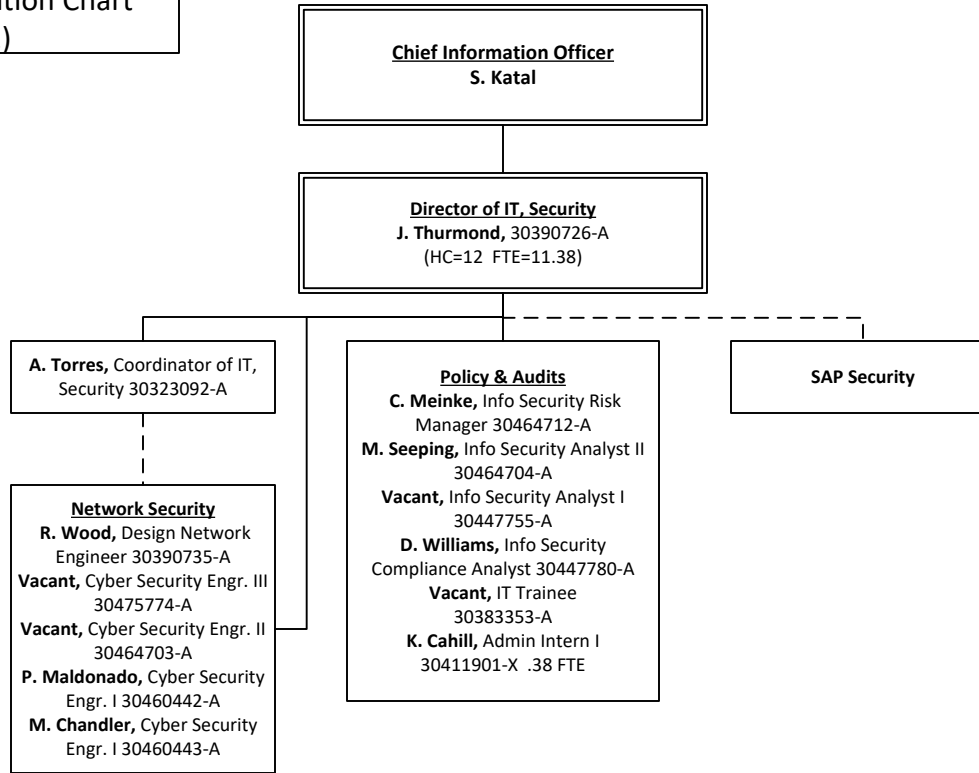 ation Chart
)
Chief Information Officer
S. Katal
Director of IT, Security
J. Thurmond, 30390726-A
(HC=12 FTE=11.38)
A. Torres, Coordinator of IT,
Security 30323092-A
Network Security
R. Wood, Design Network
Engineer 30390735-A
Vacant, Cyber Security Engr. III
30475774-A
Vacant, Cyber Security Engr. II
30464703-A
P. Maldonado, Cyber Security
Engr. I 30460442-A
M. Chandler, Cyber Security
Engr. I 30460443-A
Policy & Audits
C. Meinke, Info Security Risk
Manager 30464712-A
M. Seeping, Info Security Analyst II
30464704-A
Vacant, Info Security Analyst I
30447755-A
D. Williams, Info Security
Compliance Analyst 30447780-A
Vacant, IT Trainee
30383353-A
K. Cahill, Admin Intern I
30411901-X .38 FTE
SAP Security